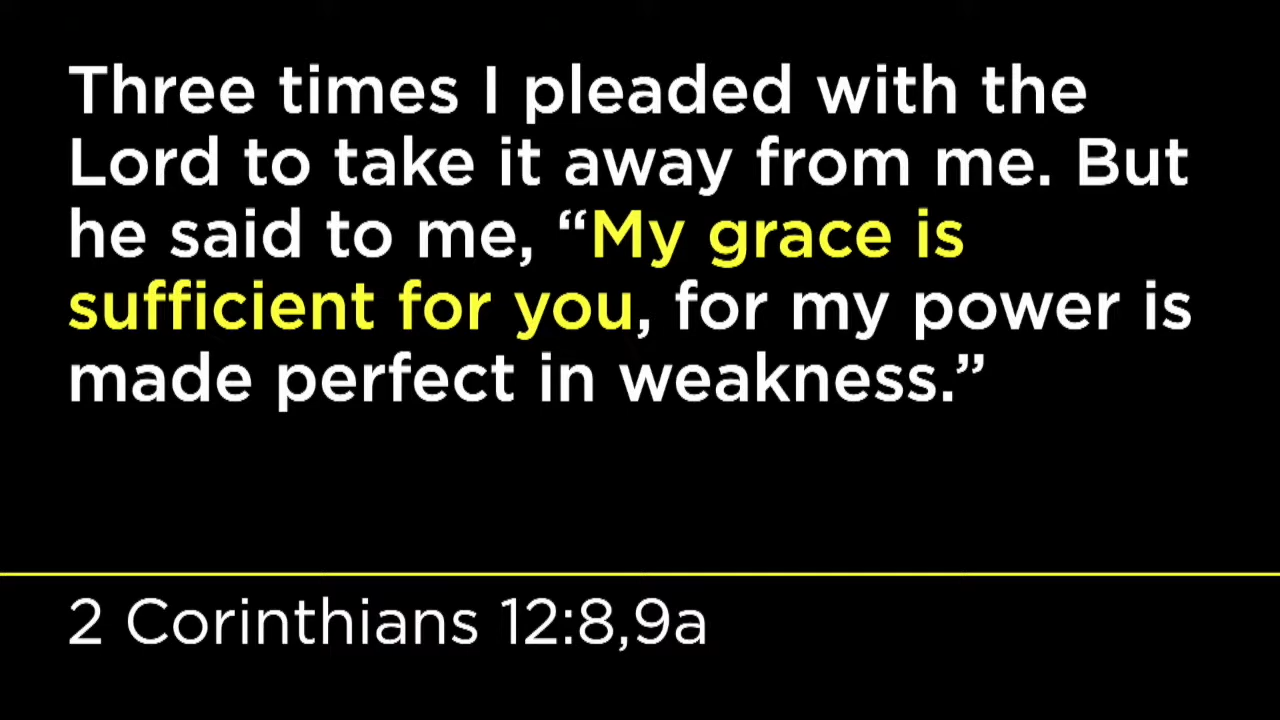 Three times I pleaded with the
Lord to take it away from me. But
he said to me, “My grace is
sufficient for you, for my power is
made perfect in weakness.”
2 Corinthians 12:8,9a